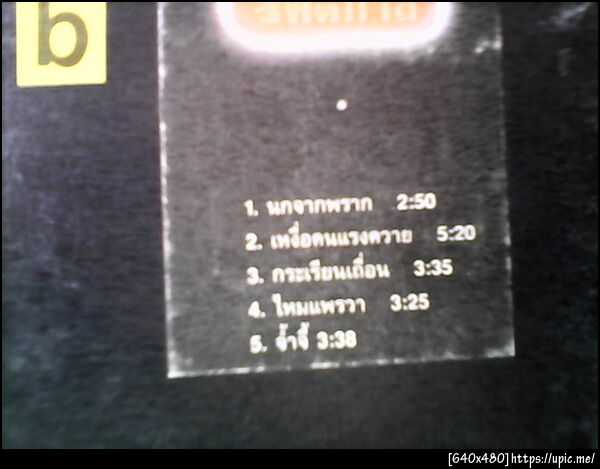 b
1. นกจากพราก 2:50
2. เหงื่อคนแรงควาย 5:20
3. กระเรียนเถื่อน 3:35
4. ไหมแพรวา 3:25
5. จ้ำจี้ 3:38
[640x480]https://upic.me/